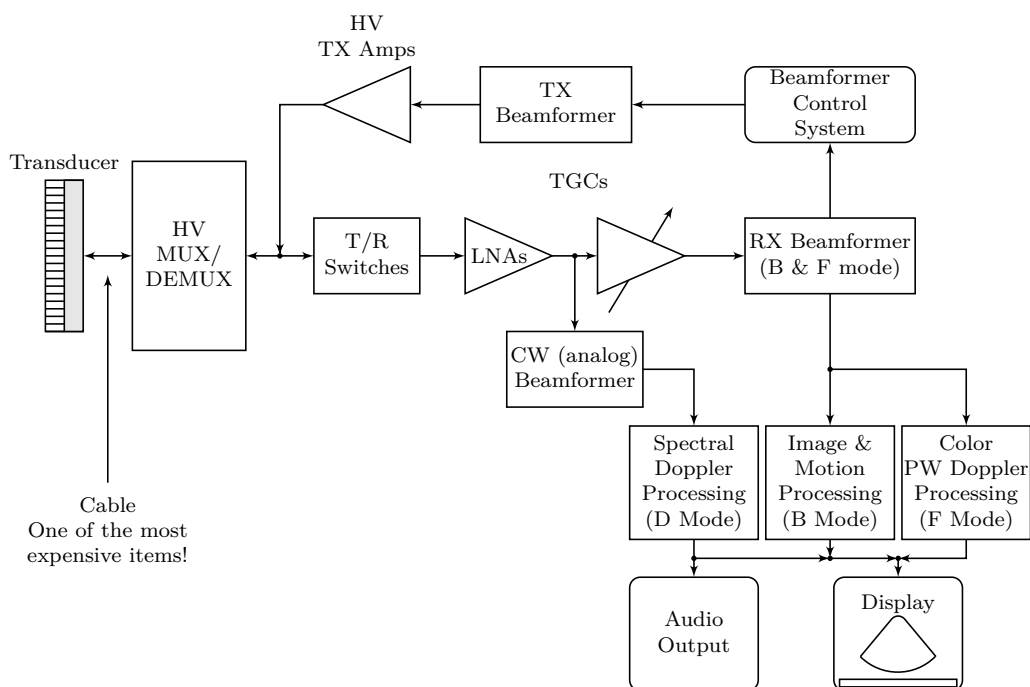 HV
TX Amps
TX
Beamformer
Beamformer
Control
System
Transducer
HV
MUX/
DEMUX
T/R
Switches
LNAs
TGCs
RX Beamformer
(B & F mode)
CW (analog)
Beamformer
Spectral
Doppler
Processing
(D Mode)
Image &
Motion
Processing
(B Mode)
Color
PW Doppler
Processing
(F Mode)
Cable
One of the most
expensive items!
Audio
Output
Display